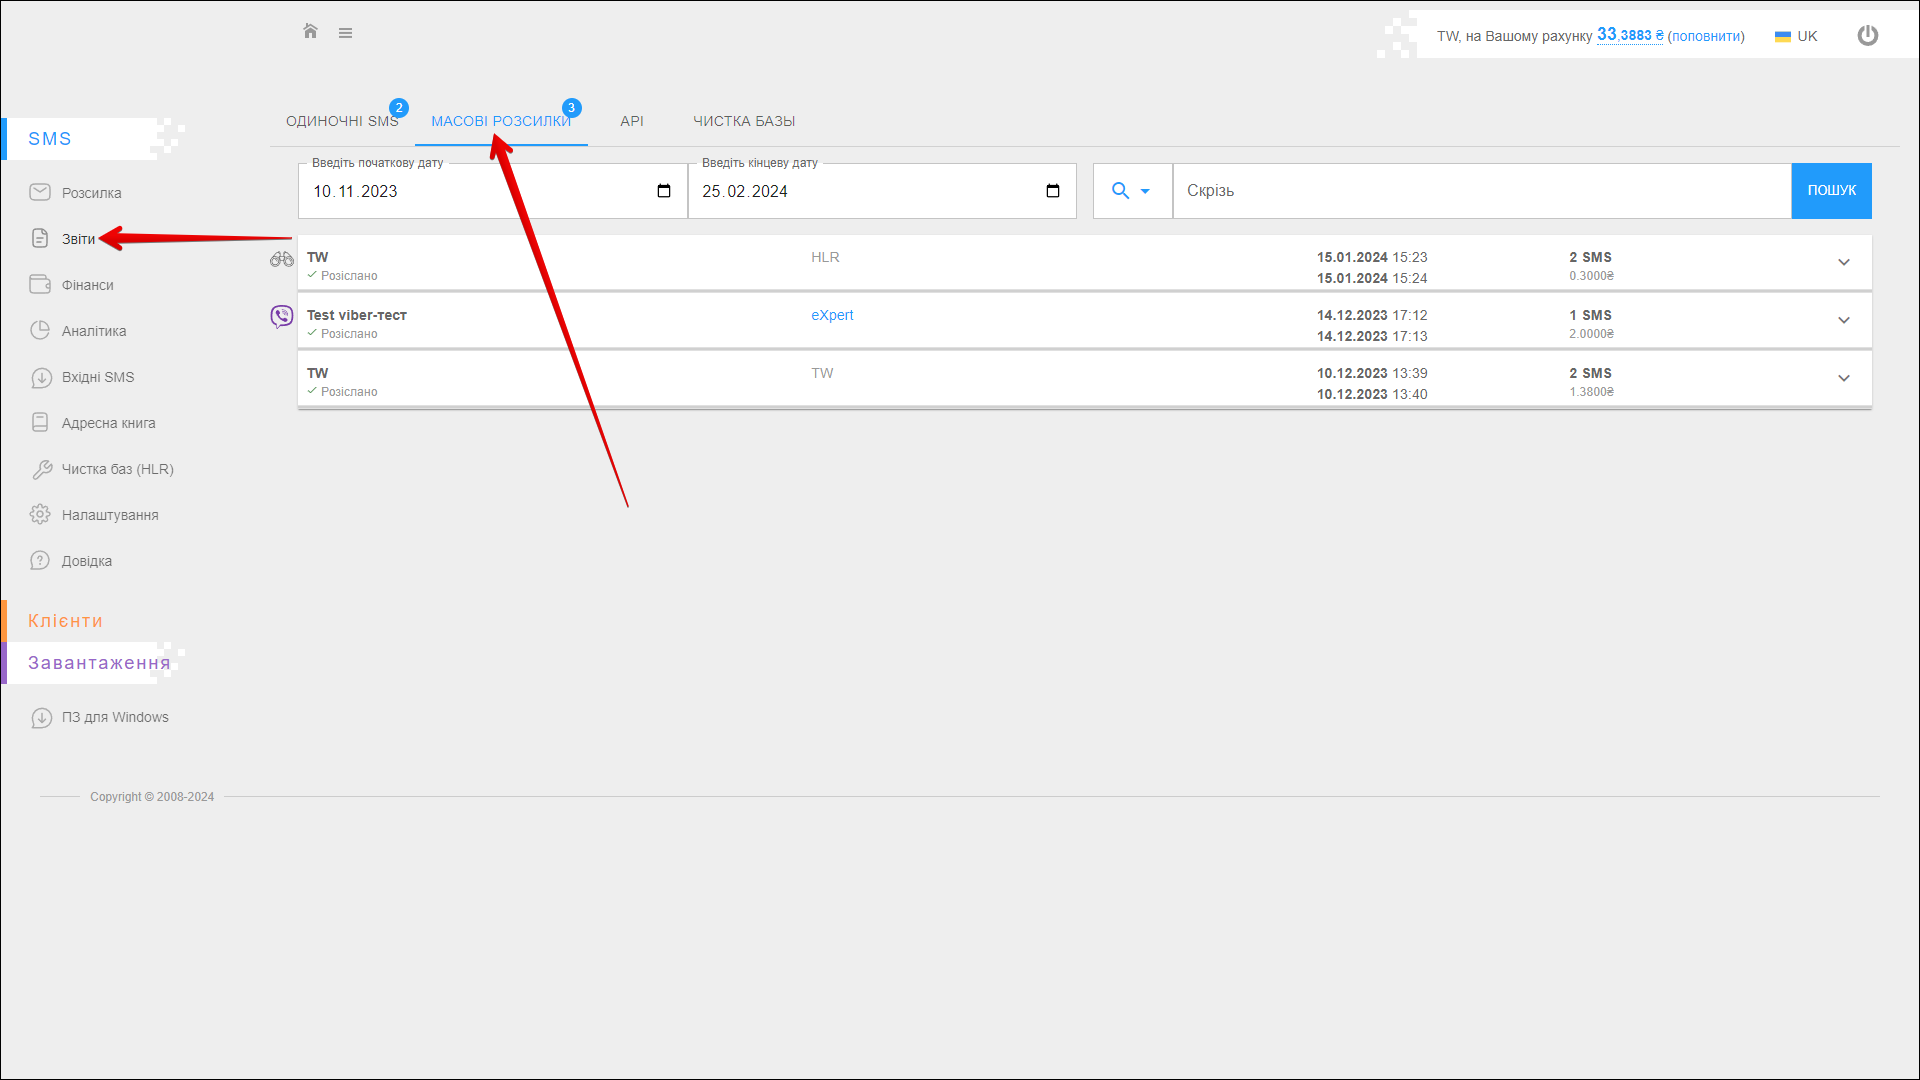 TW, на Вашому рахунку 33,3883 ₴ (поповнити)
UK
SMS
Розсилка
Звіти
Фінанси
Аналітика
Вхідні SMS
Адресна книга
Чистка баз (HLR)
Налаштування
Довідка
Клієнти
Завантаження
ПЗ для Windows
ОДИНОЧНІ SMS 2
МАСОВІ РОЗСИЛКИ 3
API
ЧИСТКА БАЗЫ
Введіть початкову дату
10.11.2023
Введіть кінцеву дату
25.02.2024
Скрізь
ПОШУК
TW HLR 15.01.2024 15:23 2 SMS
Розіслано 15.01.2024 15:24 0.3000₴
Test viber-тест eXpert 14.12.2023 17:12 1 SMS
Розіслано 14.12.2023 17:13 2.0000₴
TW TW 10.12.2023 13:39 2 SMS
Розіслано 10.12.2023 13:40 1.3800₴
Copyright © 2008-2024